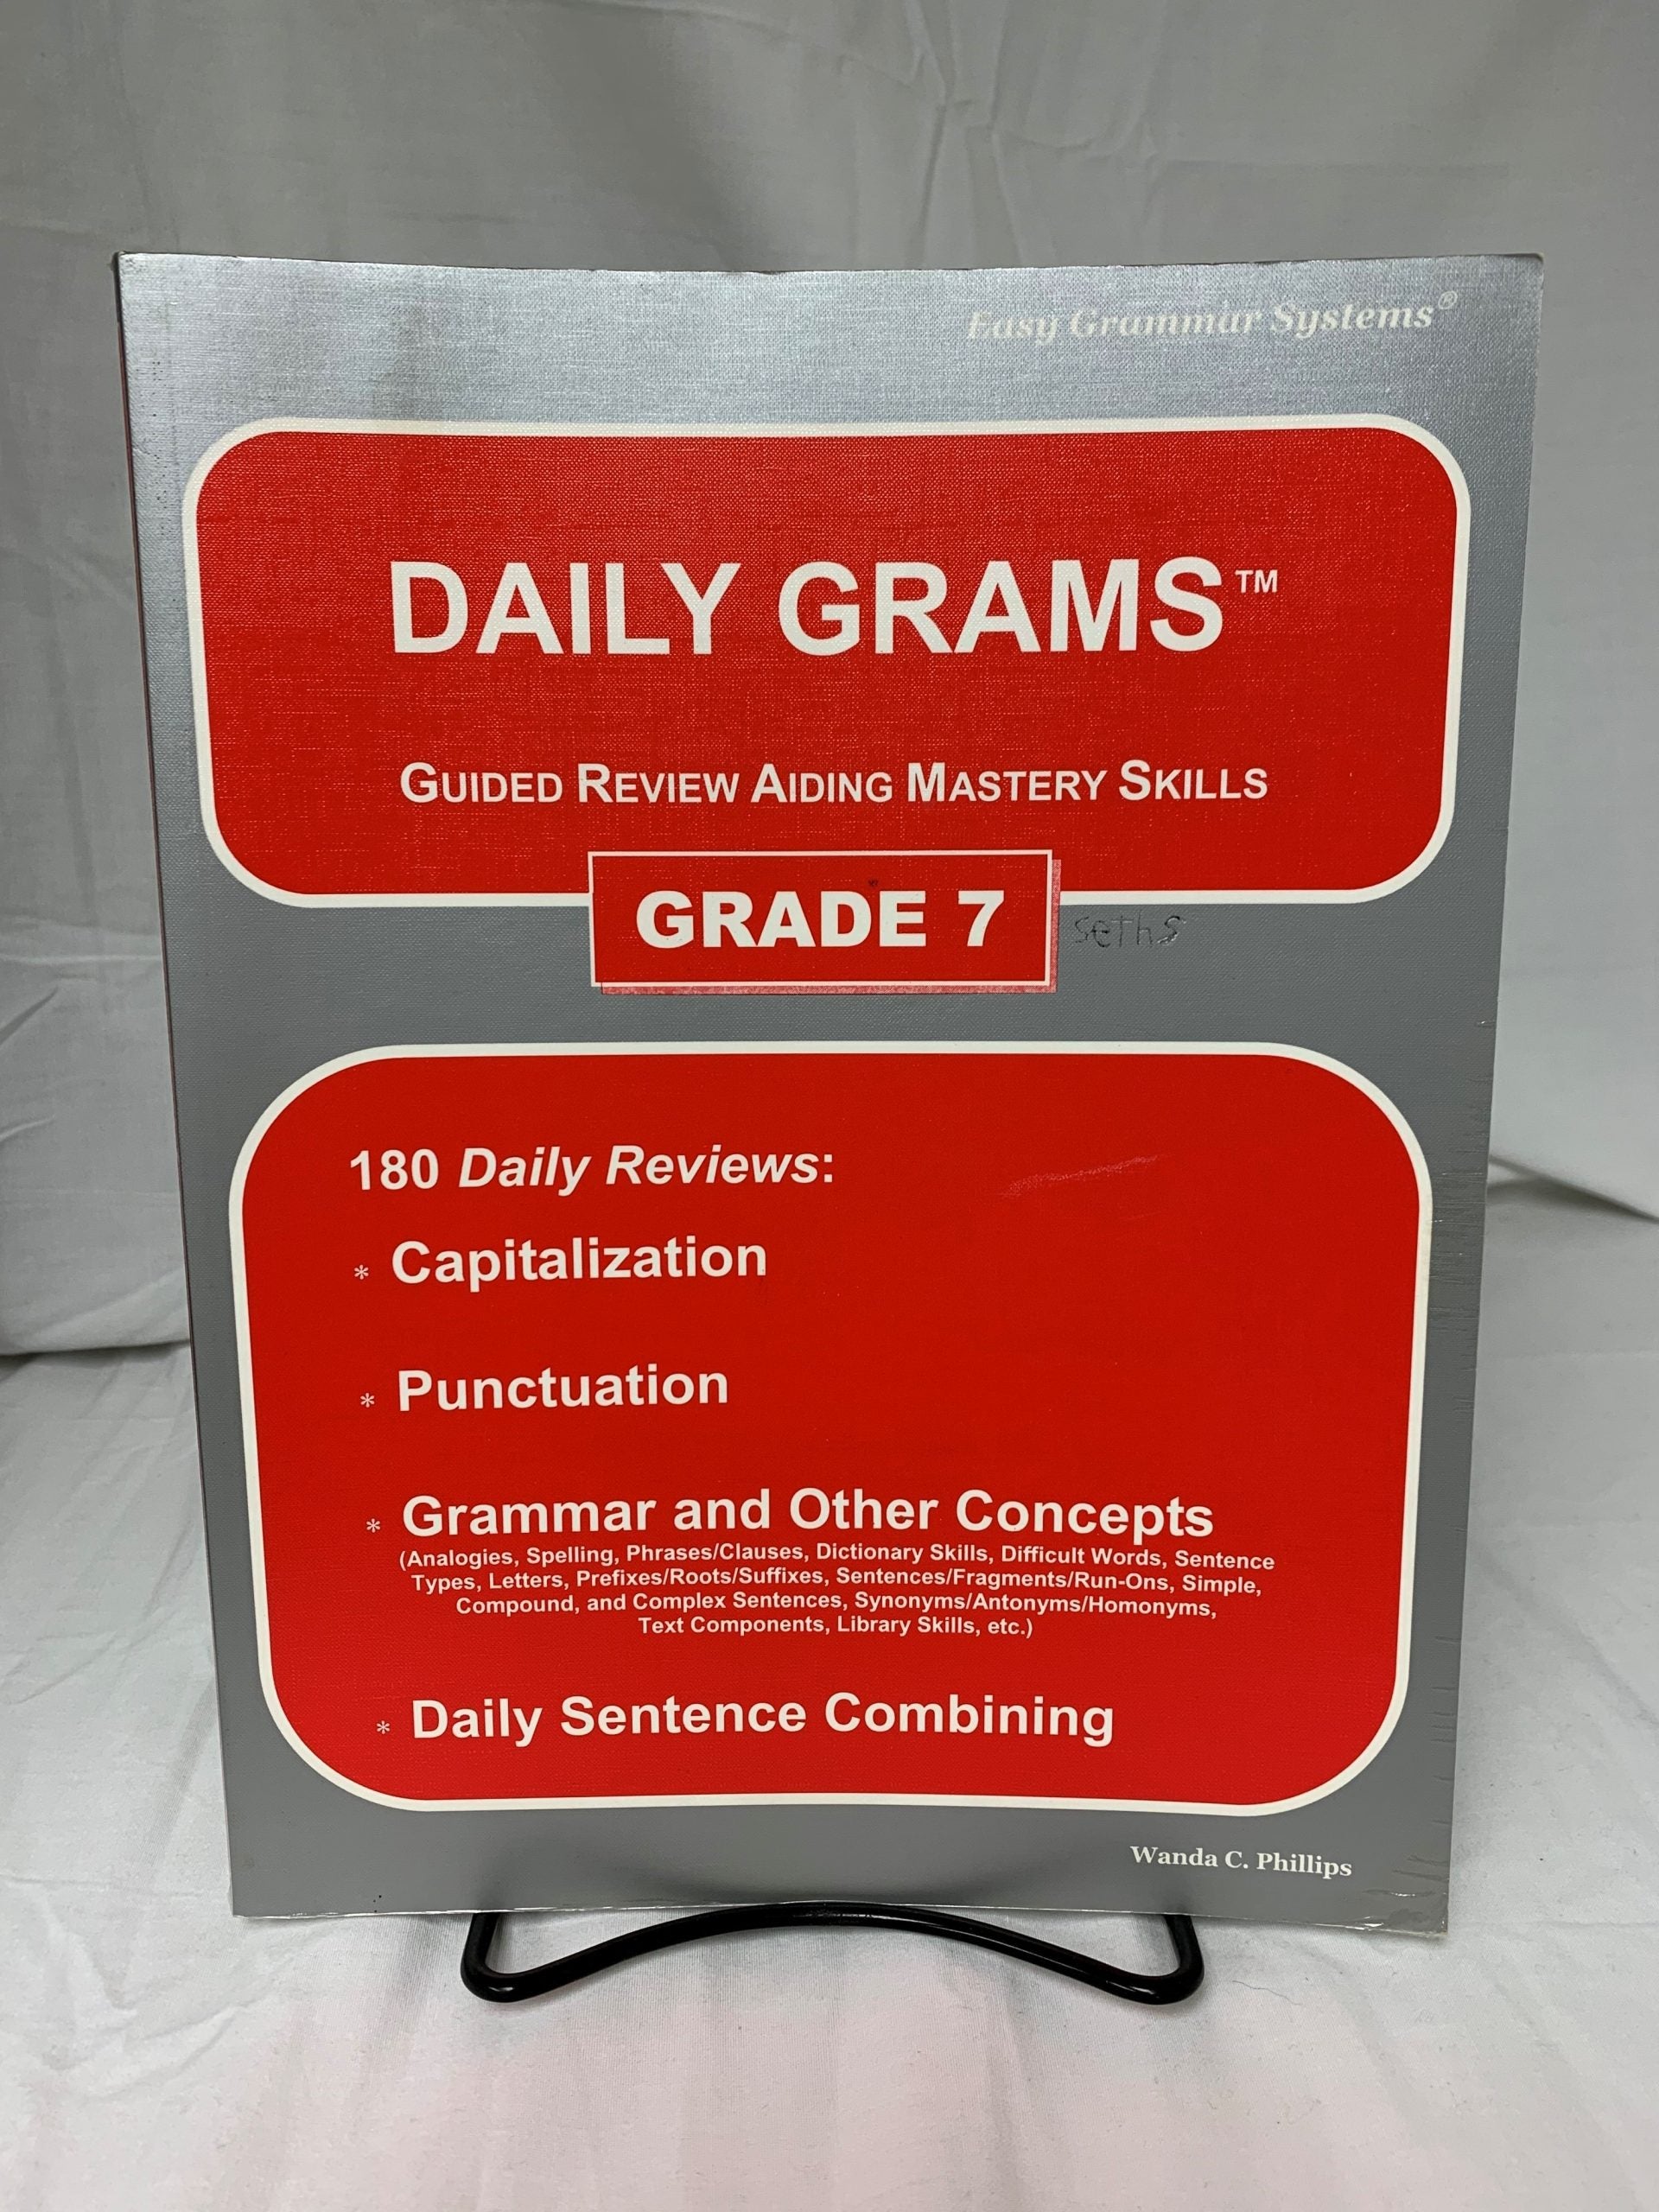 Easy Grammar Systems®
DAILY GRAMS™
GUIDED REVIEW AIDING MASTERY SKILLS
GRADE 7
seths
180 Daily Reviews:
* Capitalization
* Punctuation
* Grammar and Other Concepts
(Analogies, Spelling, Phrases/Clauses, Dictionary Skills, Difficult Words, Sentence
Types, Letters, Prefixes/Roots/Suffixes, Sentences/Fragments/Run-Ons, Simple,
Compound, and Complex Sentences, Synonyms/Antonyms/Homonyms,
Text Components, Library Skills, etc.)
* Daily Sentence Combining
Wanda C. Phillips